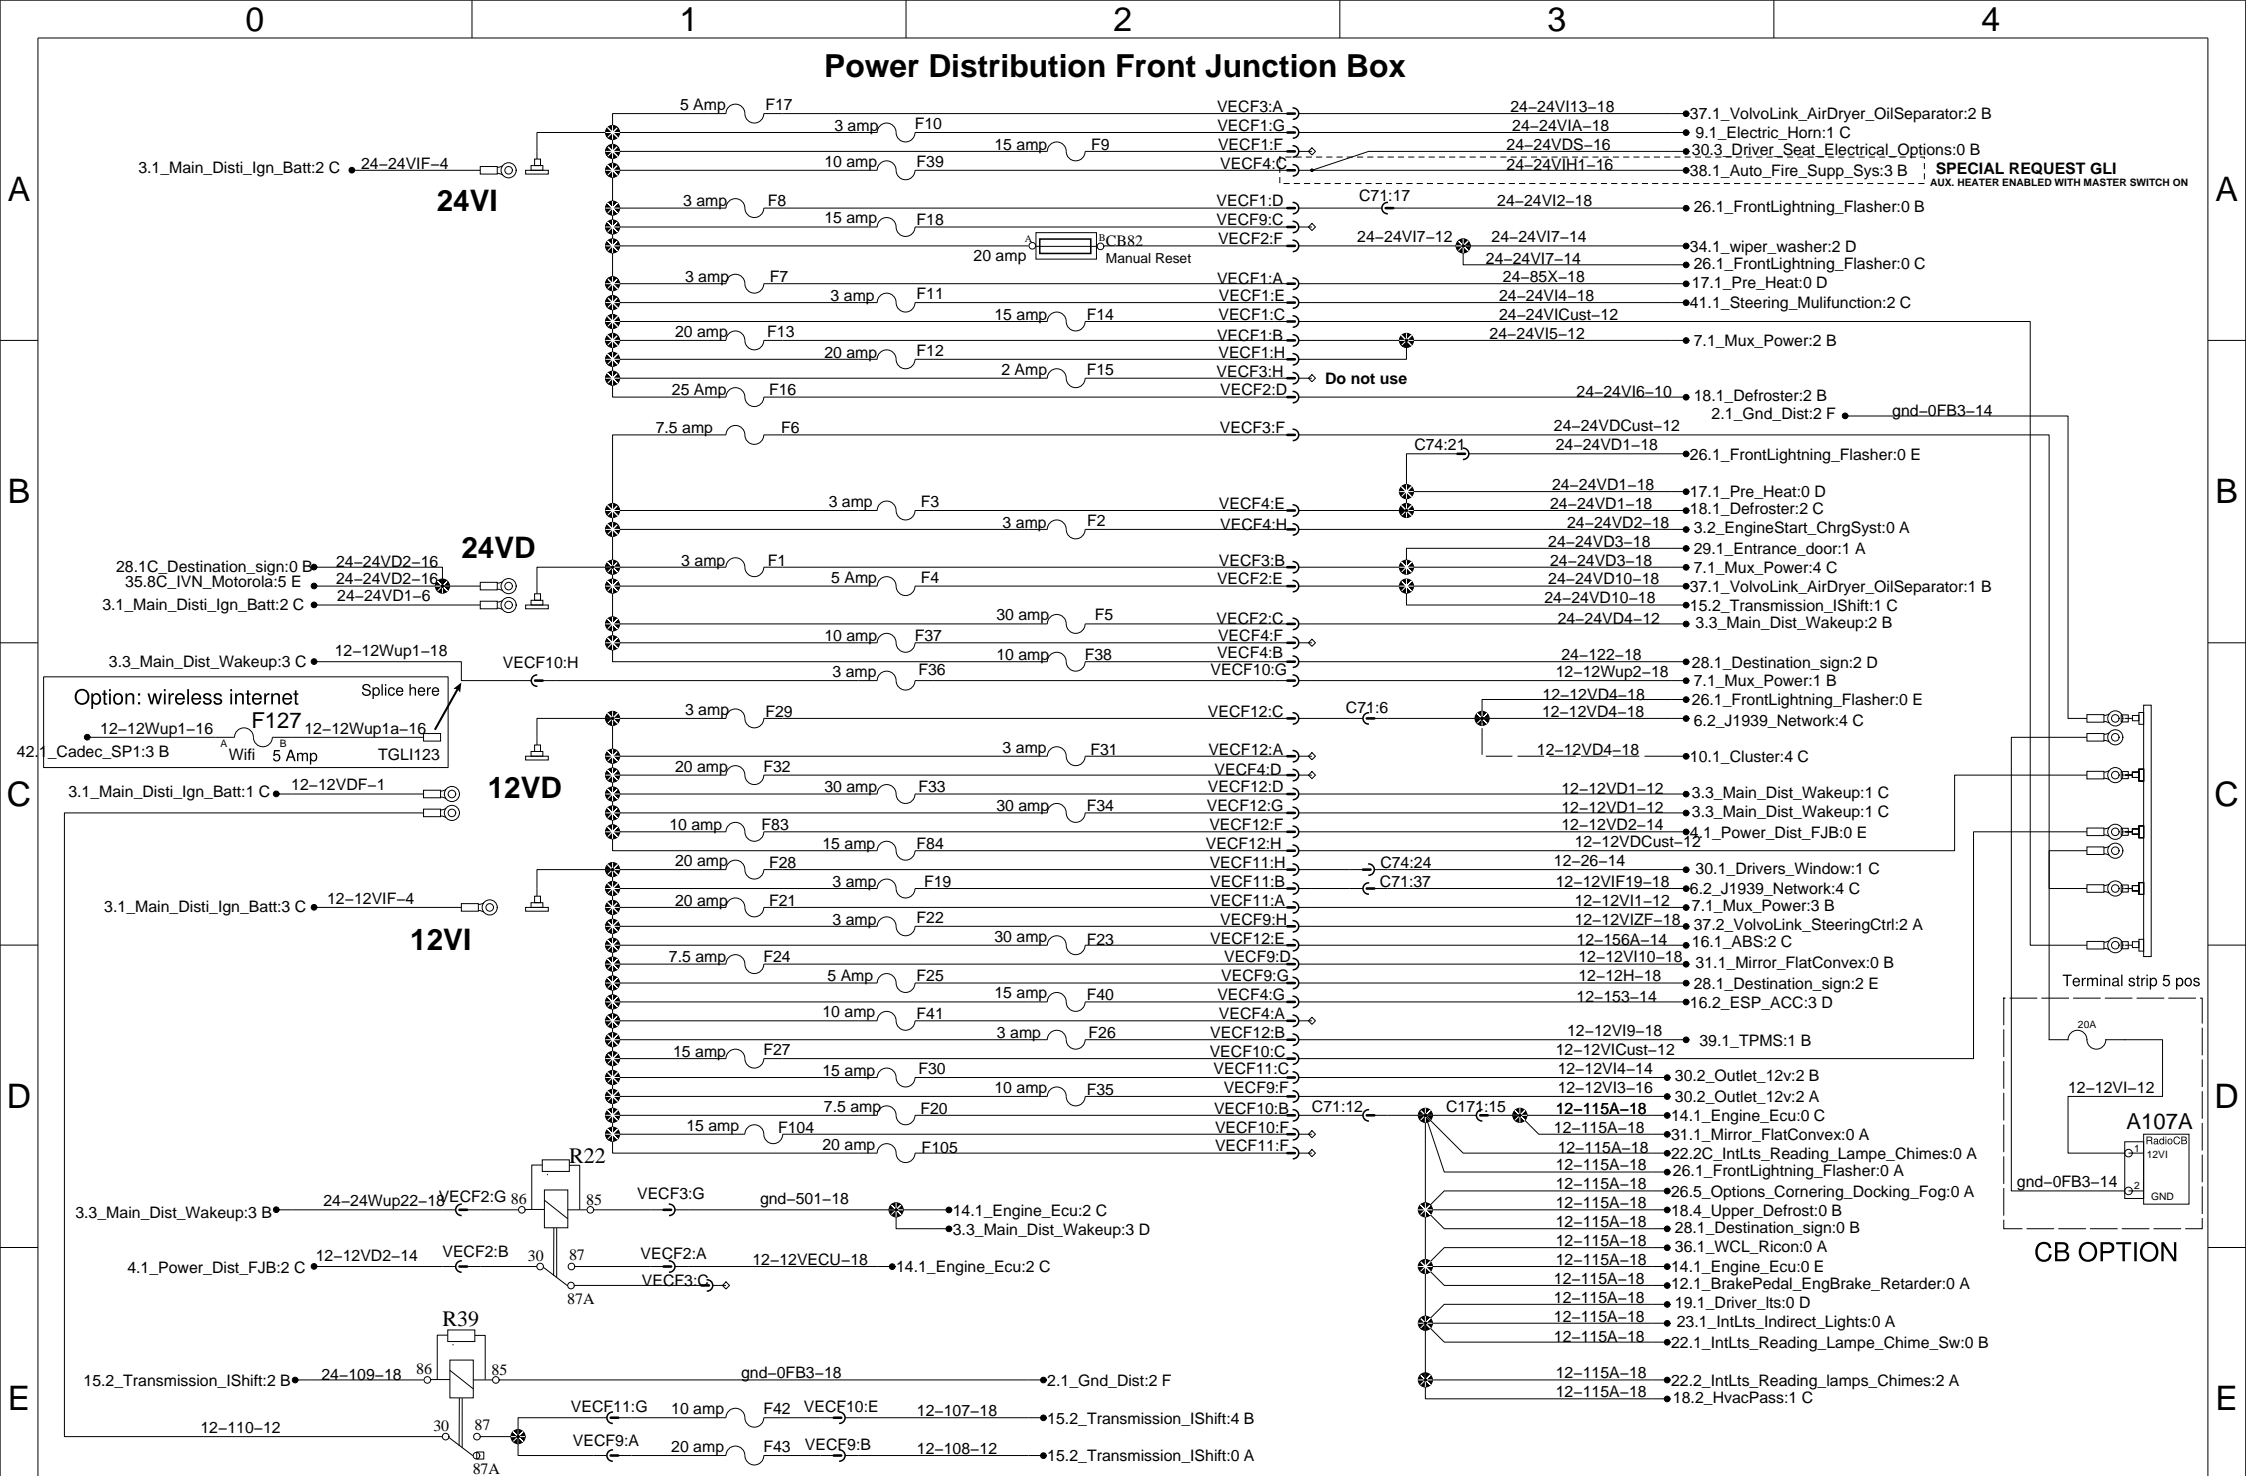 0 1 2 3 4
Power Distribution Front Junction Box
5 Amp F17 VECF3:A 24–24VI13–18 37.1_VolvoLink_AirDryer_OilSeparator:2 B
3 amp F10 VECF1:G 24–24VIA–18 9.1_Electric_Horn:1 C
15 amp F9 VECF1:F 24–24VDS–16 30.3_Driver_Seat_Electrical_Options:0 B
3.1_Main_Disti_Ign_Batt:2 C 24–24VIF–4 10 amp F39 VECF4:C 24–24VIH1–16 38.1_Auto_Fire_Supp_Sys:3 B SPECIAL REQUEST GLI
AUX. HEATER ENABLED WITH MASTER SWITCH ON
A 24VI A
3 amp F8 VECF1:D C71:17 24–24VI2–18 26.1_FrontLightning_Flasher:0 B
15 amp F18 VECF9:C
20 amp A B CB82 Manual Reset VECF2:F 24–24VI7–12 24–24VI7–14 34.1_wiper_washer:2 D
24–24VI7–14 26.1_FrontLightning_Flasher:0 C
3 amp F7 VECF1:A 24–85X–18 17.1_Pre_Heat:0 D
3 amp F11 VECF1:E 24–24VI4–18 41.1_Steering_Mulifunction:2 C
15 amp F14 VECF1:C 24–24VICust–12
20 amp F13 VECF1:B 24–24VI5–12 7.1_Mux_Power:2 B
20 amp F12 VECF1:H
2 Amp F15 VECF3:H Do not use
25 Amp F16 VECF2:D 24–24VI6–10 18.1_Defroster:2 B
2.1_Gnd_Dist:2 F gnd–0FB3–14
7.5 amp F6 VECF3:F 24–24VDCust–12
C74:21 24–24VD1–18 26.1_FrontLightning_Flasher:0 E
B B
24–24VD1–18 17.1_Pre_Heat:0 D
3 amp F3 VECF4:E 24–24VD1–18 18.1_Defroster:2 C
3 amp F2 VECF4:H 24–24VD2–18 3.2_EngineStart_ChrgSyst:0 A
24VD
24–24VD3–18 29.1_Entrance_door:1 A
28.1C_Destination_sign:0 B 24–24VD2–16 3 amp F1 VECF3:B 24–24VD3–18 7.1_Mux_Power:4 C
35.8C_IVN_Motorola:5 E 24–24VD2–16 5 Amp F4 VECF2:E 24–24VD10–18 37.1_VolvoLink_AirDryer_OilSeparator:1 B
3.1_Main_Disti_Ign_Batt:2 C 24–24VD1–6 24–24VD10–18 15.2_Transmission_IShift:1 C
30 amp F5 VECF2:C 24–24VD4–12 3.3_Main_Dist_Wakeup:2 B
10 amp F37 VECF4:F
3.3_Main_Dist_Wakeup:3 C 12–12Wup1–18 10 amp F38 VECF4:B 24–122–18 28.1_Destination_sign:2 D
VECF10:H 3 amp F36 VECF10:G 12–12Wup2–18 7.1_Mux_Power:1 B
Option: wireless internet Splice here
12–12VD4–18 26.1_FrontLightning_Flasher:0 E
3 amp F29 VECF12:C C71:6 12–12VD4–18 6.2_J1939_Network:4 C
12–12Wup1–16 F127 12–12Wup1a–16
42.1_Cadec_SP1:3 B A Wifi B 5 Amp TGLI123
3 amp F31 VECF12:A 12–12VD4–18 10.1_Cluster:4 C
20 amp F32 VECF4:D
C 12VD C
3.1_Main_Disti_Ign_Batt:1 C 12–12VDF–1 30 amp F33 VECF12:D 12–12VD1–12 3.3_Main_Dist_Wakeup:1 C
30 amp F34 VECF12:G 12–12VD1–12 3.3_Main_Dist_Wakeup:1 C
10 amp F83 VECF12:F 12–12VD2–14 4.1_Power_Dist_FJB:0 E
15 amp F84 VECF12:H 12–12VDCust–12
20 amp F28 VECF11:H C74:24 12–26–14 30.1_Drivers_Window:1 C
3 amp F19 VECF11:B C71:37 12–12VIF19–18 6.2_J1939_Network:4 C
3.1_Main_Disti_Ign_Batt:3 C 12–12VIF–4 20 amp F21 VECF11:A 12–12VI1–12 7.1_Mux_Power:3 B
3 amp F22 VECF9:H 12–12VIZF–18 37.2_VolvoLink_SteeringCtrl:2 A
12VI
30 amp F23 VECF12:E 12–156A–14 16.1_ABS:2 C
7.5 amp F24 VECF9:D 12–12VI10–18 31.1_Mirror_FlatConvex:0 B
5 Amp F25 VECF9:G 12–12H–18 28.1_Destination_sign:2 E
Terminal strip 5 pos
15 amp F40 VECF4:G 12–153–14 16.2_ESP_ACC:3 D
10 amp F41 VECF4:A
20A
3 amp F26 VECF12:B 12–12VI9–18 39.1_TPMS:1 B
15 amp F27 VECF10:C 12–12VICust–12
15 amp F30 VECF11:C 12–12VI4–14 30.2_Outlet_12v:2 B
D 10 amp F35 VECF9:F 12–12VI3–16 30.2_Outlet_12v:2 A 12–12VI–12 D
7.5 amp F20 VECF10:B C71:12 C171:15 12–115A–18 14.1_Engine_Ecu:0 C
A107A
15 amp F104 VECF10:F 12–115A–18 31.1_Mirror_FlatConvex:0 A
RadioCB
20 amp F105 VECF11:F 12–115A–18 22.2C_IntLts_Reading_Lampe_Chimes:0 A
1 12VI
R22
12–115A–18 26.1_FrontLightning_Flasher:0 A
gnd–0FB3–14 2 GND
12–115A–18 26.5_Options_Cornering_Docking_Fog:0 A
3.3_Main_Dist_Wakeup:3 B 24–24Wup22–18 VECF2:G 86 85 VECF3:G gnd–501–18 14.1_Engine_Ecu:2 C 12–115A–18 18.4_Upper_Defrost:0 B
3.3_Main_Dist_Wakeup:3 D 12–115A–18 28.1_Destination_sign:0 B
12–115A–18 36.1_WCL_Ricon:0 A
CB OPTION
4.1_Power_Dist_FJB:2 C 12–12VD2–14 VECF2:B 30 87 VECF2:A 12–12VECU–18 14.1_Engine_Ecu:2 C 12–115A–18 14.1_Engine_Ecu:0 E
87A VECF3:C 12–115A–18 12.1_BrakePedal_EngBrake_Retarder:0 A
12–115A–18 19.1_Driver_lts:0 D
R39
12–115A–18 23.1_IntLts_Indirect_Lights:0 A
12–115A–18 22.1_IntLts_Reading_Lampe_Chime_Sw:0 B
15.2_Transmission_IShift:2 B 24–109–18 86 85 gnd–0FB3–18 2.1_Gnd_Dist:2 F 12–115A–18 22.2_IntLts_Reading_lamps_Chimes:2 A
E 12–115A–18 18.2_HvacPass:1 C E
VECF11:G 10 amp F42 VECF10:E 12–107–18 15.2_Transmission_IShift:4 B
12–110–12 30 87
VECF9:A 20 amp F43 VECF9:B 12–108–12 15.2_Transmission_IShift:0 A
87A